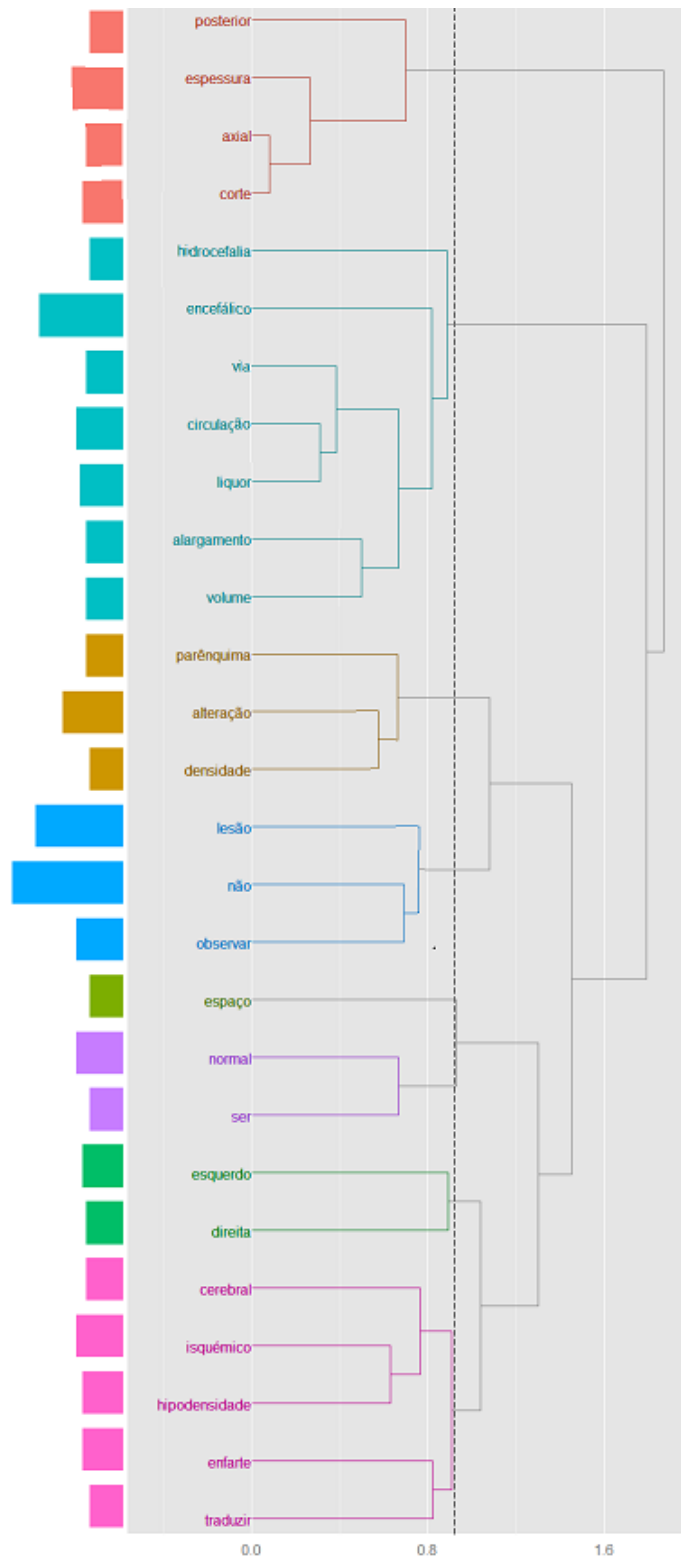 posterior
espessura
axial
corte
hidrocefalia
encefálico
via
circulação
liquor
alargamento
volume
parênquima
alteração
densidade
lesão
não
observar
espaço
normal
ser
esquerdo
direita
cerebral
isquémico
hipodensidade
enfarte
traduzir
0.0 0.8 1.6